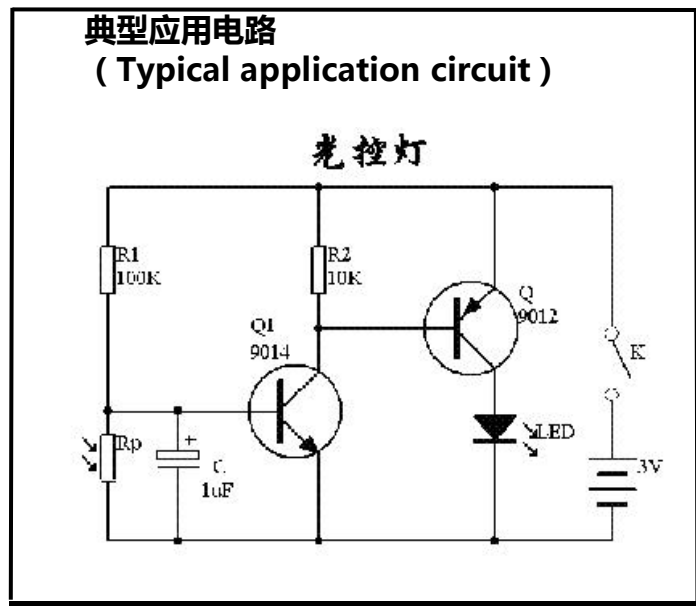 典型应用电路
（Typical application circuit）
光控灯
R1
100K
R2
10K
Q
9012
Q1
9014
K
Rp
+
C
1uF
LED
3V